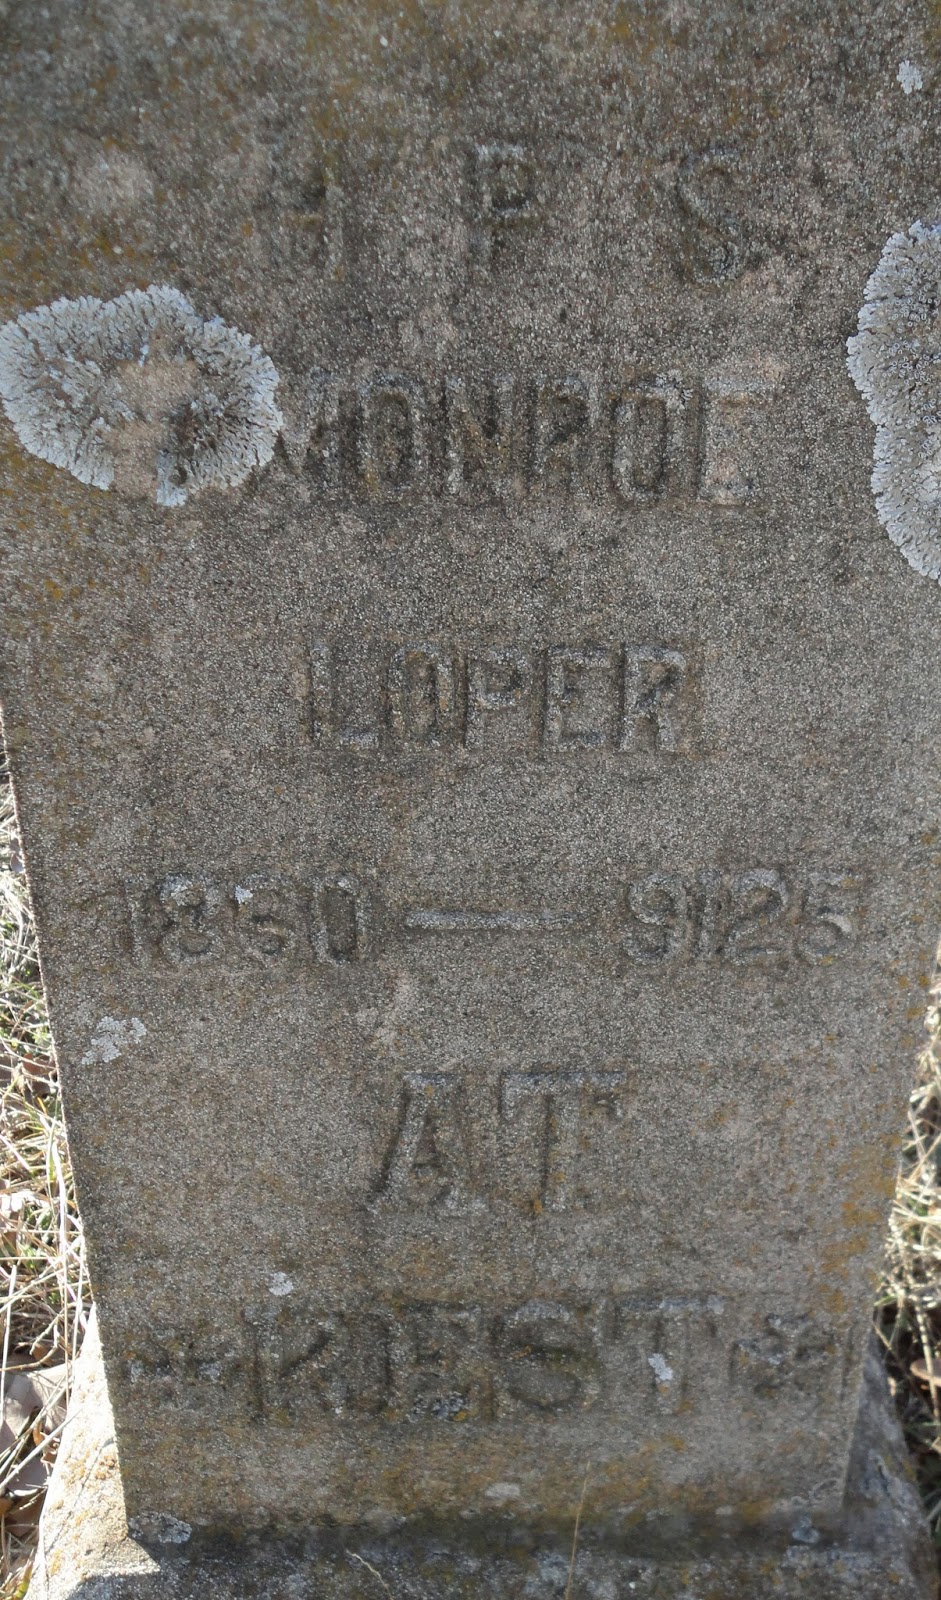 P S
MONROE
LOPER
1860 — 9125
AT
REST